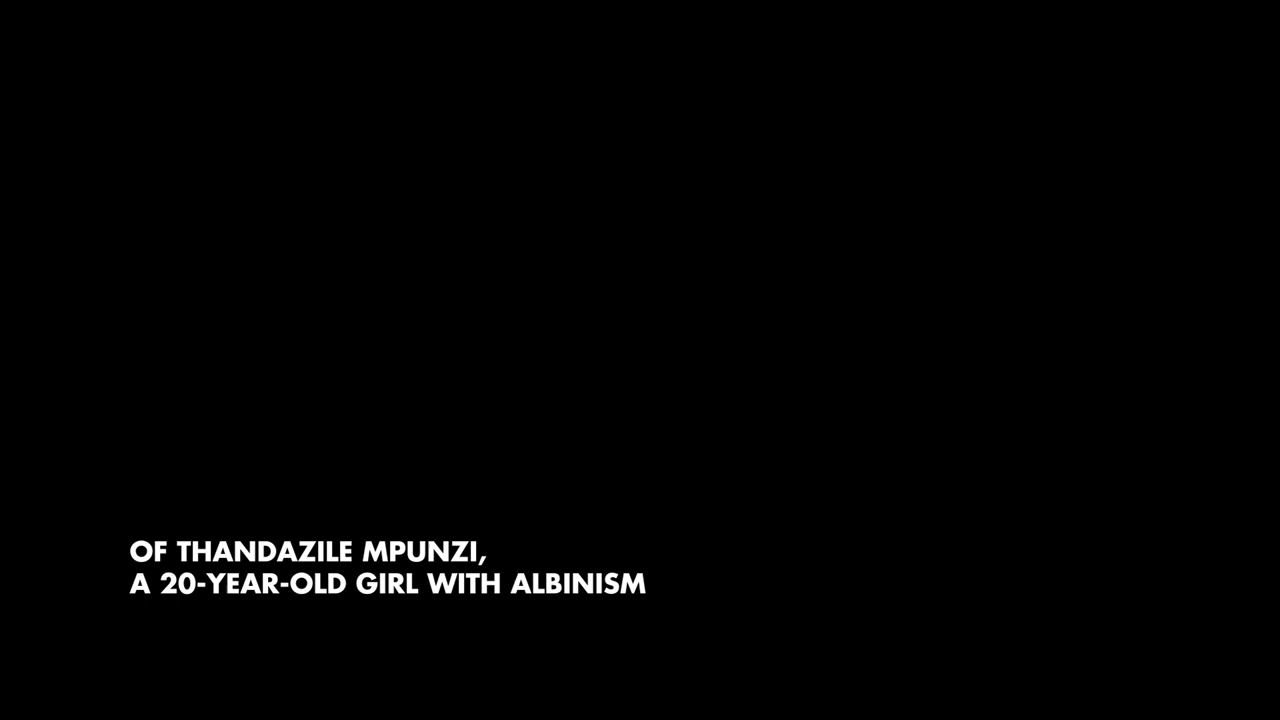 OF THANDAZILE MPUNZI,
A 20-YEAR-OLD GIRL WITH ALBINISM